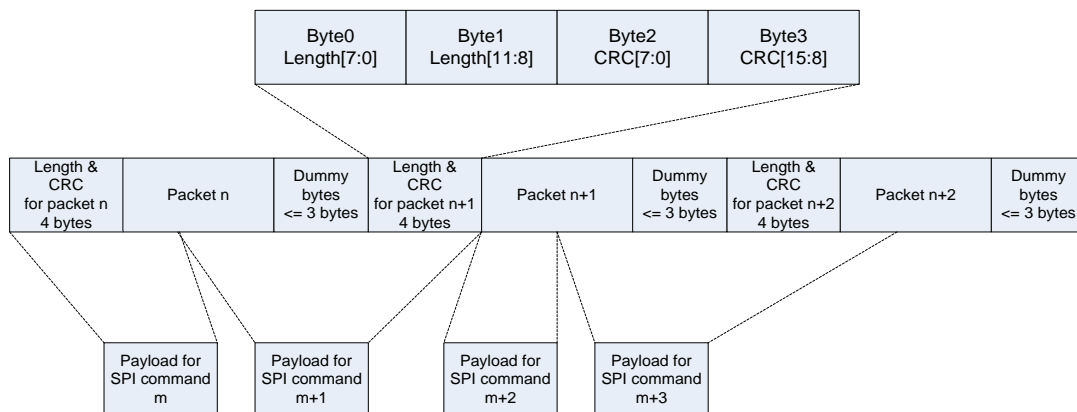 Byte0
Length[7:0]
Byte1
Length[11:8]
Byte2
CRC[7:0]
Byte3
CRC[15:8]
Length &
CRC
for packet n
4 bytes
Packet n
Dummy
bytes
<= 3 bytes
Length &
CRC
for packet n+1
4 bytes
Packet n+1
Dummy
bytes
<= 3 bytes
Length &
CRC
for packet n+2
4 bytes
Packet n+2
Dummy
bytes
<= 3 bytes
Payload for
SPI command
m
Payload for
SPI command
m+1
Payload for
SPI command
m+2
Payload for
SPI command
m+3